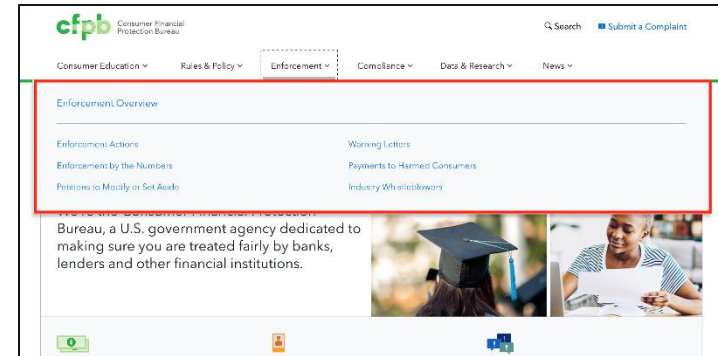 cfpb Consumer Financial
Protection Bureau
Search Submit a Complaint
Consumer Education Rules & Policy Enforcement Compliance Data & Research News
Enforcement Overview
Enforcement Actions Warning Letters
Enforcement by the Numbers Payments to Harmed Consumers
Petitions to Modify or Set Aside Industry Whistleblowers
We're the Consumer Financial Protection
Bureau, a U.S. government agency dedicated to
making sure you are treated fairly by banks,
lenders and other financial institutions.